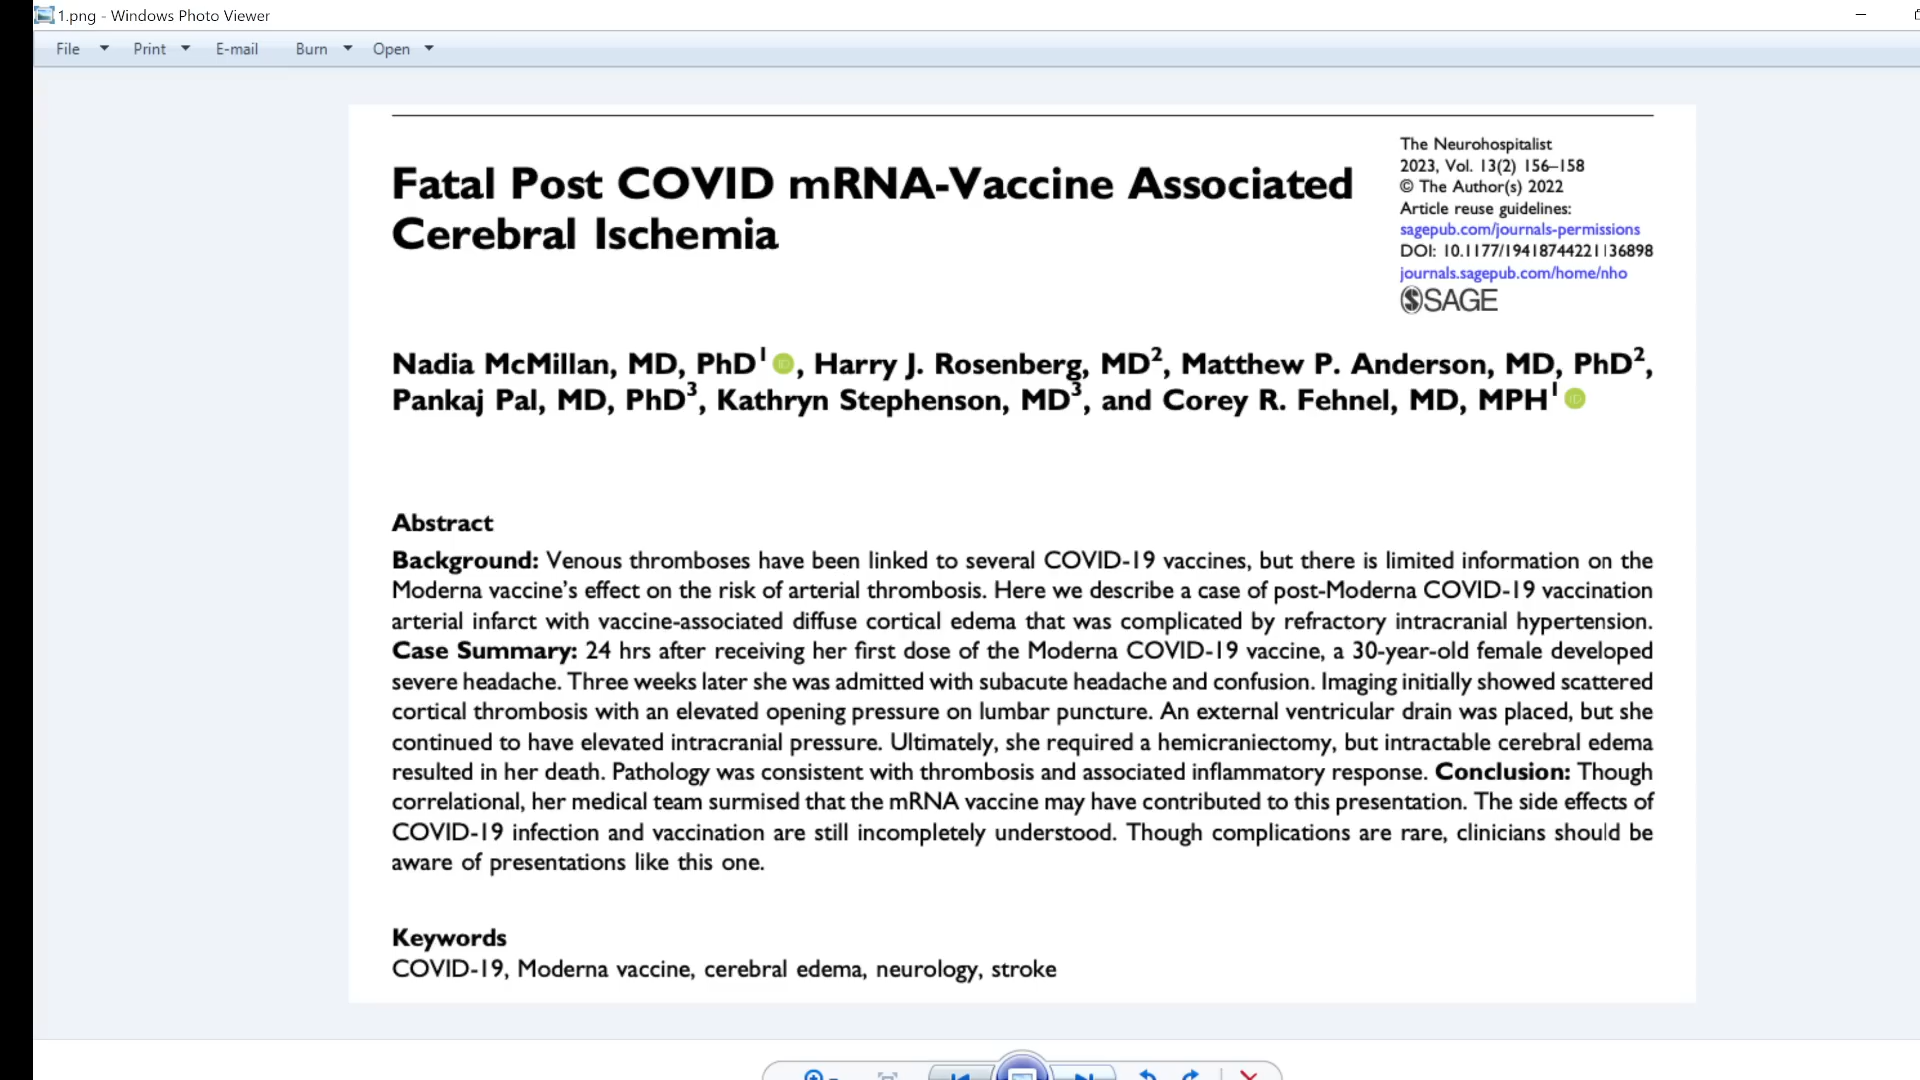 1.png - Windows Photo Viewer
File Print E-mail Burn Open
Fatal Post COVID mRNA-Vaccine Associated
Cerebral Ischemia
The Neurohospitalist
2023, Vol. 13(2) 156–158
© The Author(s) 2022
Article reuse guidelines:
sagepub.com/journals-permissions
DOI: 10.1177/19418744221136898
journals.sagepub.com/home/nho
SAGE
Nadia McMillan, MD, PhD1 iD, Harry J. Rosenberg, MD2, Matthew P. Anderson, MD, PhD2,
Pankaj Pal, MD, PhD3, Kathryn Stephenson, MD3, and Corey R. Fehnel, MD, MPH1 iD
Abstract
Background: Venous thromboses have been linked to several COVID-19 vaccines, but there is limited information on the
Moderna vaccine’s effect on the risk of arterial thrombosis. Here we describe a case of post-Moderna COVID-19 vaccination
arterial infarct with vaccine-associated diffuse cortical edema that was complicated by refractory intracranial hypertension.
Case Summary: 24 hrs after receiving her first dose of the Moderna COVID-19 vaccine, a 30-year-old female developed
severe headache. Three weeks later she was admitted with subacute headache and confusion. Imaging initially showed scattered
cortical thrombosis with an elevated opening pressure on lumbar puncture. An external ventricular drain was placed, but she
continued to have elevated intracranial pressure. Ultimately, she required a hemicraniectomy, but intractable cerebral edema
resulted in her death. Pathology was consistent with thrombosis and associated inflammatory response. Conclusion: Though
correlational, her medical team surmised that the mRNA vaccine may have contributed to this presentation. The side effects of
COVID-19 infection and vaccination are still incompletely understood. Though complications are rare, clinicians should be
aware of presentations like this one.
Keywords
COVID-19, Moderna vaccine, cerebral edema, neurology, stroke